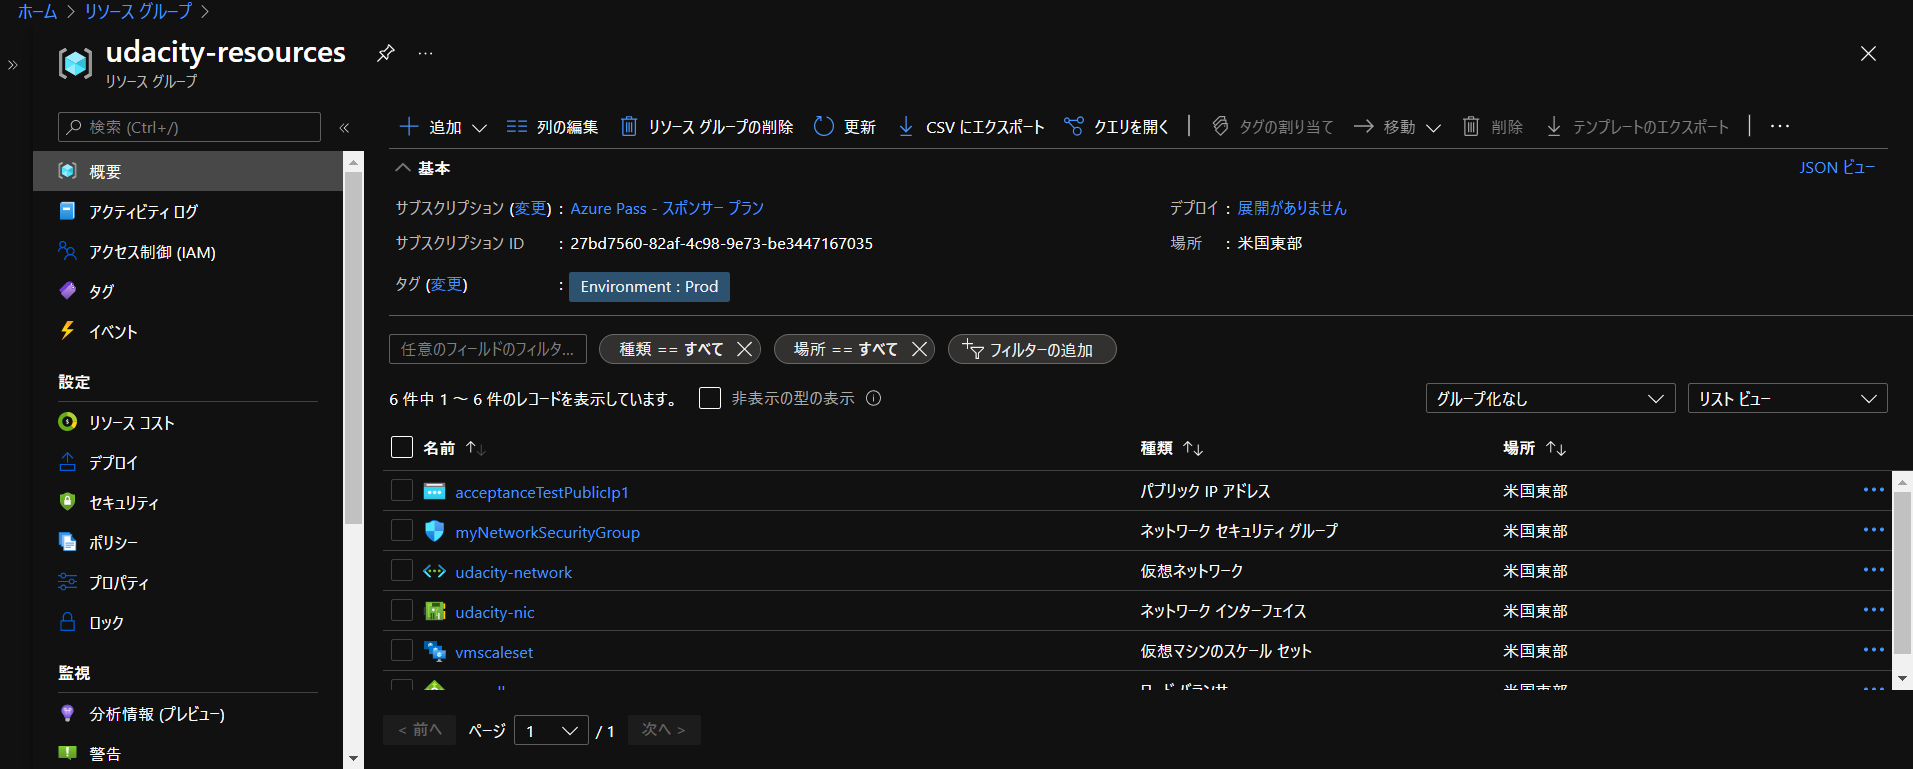 ホーム > リソース グループ >
udacity-resources
リソース グループ
検索 (Ctrl+/)
概要
アクティビティ ログ
アクセス制御 (IAM)
タグ
イベント
設定
リソース コスト
デプロイ
セキュリティ
ポリシー
プロパティ
ロック
監視
分析情報 (プレビュー)
警告
追加 列の編集 リソース グループの削除 更新 CSV にエクスポート クエリを開く タグの割り当て 移動 削除 テンプレートのエクスポート
基本 JSON ビュー
サブスクリプション (変更) : Azure Pass - スポンサー プラン デプロイ : 展開がありません
サブスクリプション ID : 27bd7560-82af-4c98-9e73-be3447167035 場所 : 米国東部
タグ (変更) : Environment : Prod
任意のフィールドのフィルタ... 種類 == すべて 場所 == すべて フィルターの追加
6 件中 1 ～ 6 件のレコードを表示しています。 非表示の型の表示 グループ化なし リスト ビュー
名前 種類 場所
acceptanceTestPublicIp1 パブリック IP アドレス 米国東部
myNetworkSecurityGroup ネットワーク セキュリティ グループ 米国東部
udacity-network 仮想ネットワーク 米国東部
udacity-nic ネットワーク インターフェイス 米国東部
vmscaleset 仮想マシンのスケール セット 米国東部
ロード バランサー 米国東部
< 前へ ページ 1 / 1 次へ >